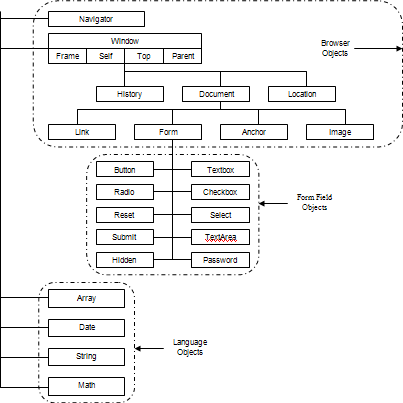 Navigator
Window
Frame Self Top Parent
Browser
Objects
History Document Location
Link Form Anchor Image
Button Textbox
Radio Checkbox
Reset Select
Submit TextArea
Hidden Password
Form Field
Objects
Array
Date
String
Math
Language
Objects